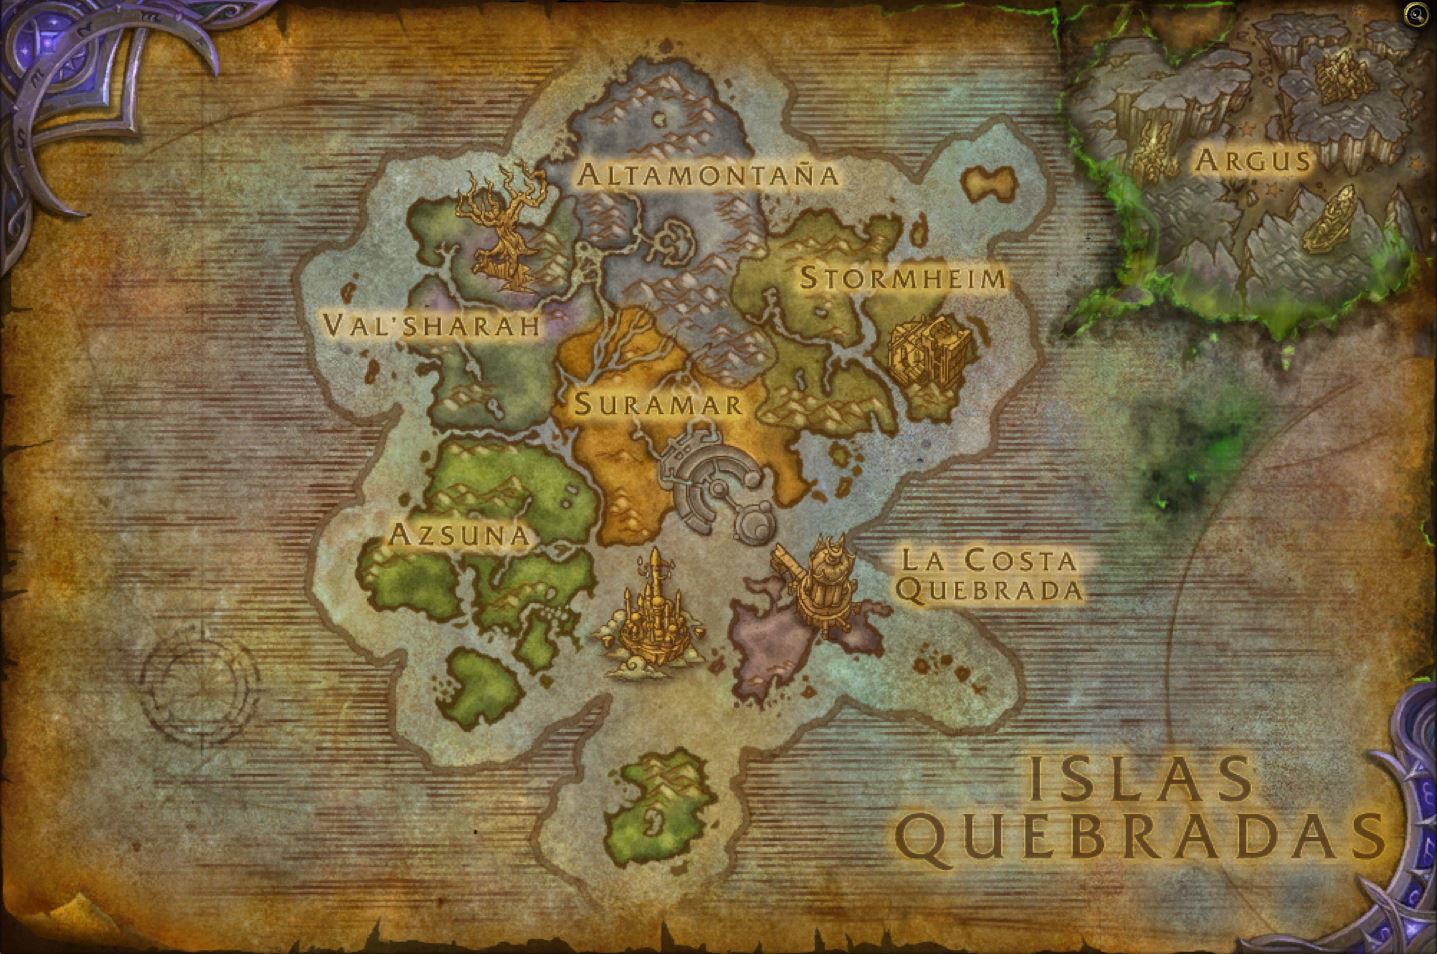 ALTAMONTAÑA
ARGUS
STORMHEIM
VAL'SHARAH
SURAMAR
AZSUNA
LA COSTA
QUEBRADA
ISLAS
QUEBRADAS